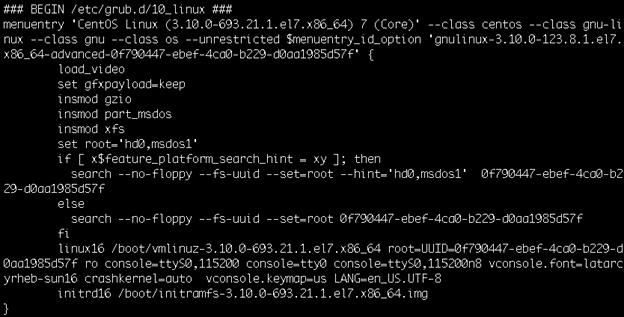 ### BEGIN /etc/grub.d/10_linux ###
menuentry 'CentOS Linux (3.10.0-693.21.1.el7.x86_64) 7 (Core)' --class centos --class gnu-li
nux --class gnu --class os --unrestricted $menuentry_id_option 'gnulinux-3.10.0-123.8.1.el7.
x86_64-advanced-0f790447-ebef-4ca0-b229-d0aa1985d57f' {
        load_video
        set gfxpayload=keep
        insmod gzio
        insmod part_msdos
        insmod xfs
        set root='hd0,msdos1'
        if [ x$feature_platform_search_hint = xy ]; then
          search --no-floppy --fs-uuid --set=root --hint='hd0,msdos1'  0f790447-ebef-4ca0-b2
29-d0aa1985d57f
        else
          search --no-floppy --fs-uuid --set=root 0f790447-ebef-4ca0-b229-d0aa1985d57f
        fi
        linux16 /boot/vmlinuz-3.10.0-693.21.1.el7.x86_64 root=UUID=0f790447-ebef-4ca0-b229-d
0aa1985d57f ro console=ttyS0,115200 console=tty0 console=ttyS0,115200n8 vconsole.font=latarc
yrheb-sun16 crashkernel=auto  vconsole.keymap=us LANG=en_US.UTF-8
        initrd16 /boot/initramfs-3.10.0-693.21.1.el7.x86_64.img
}